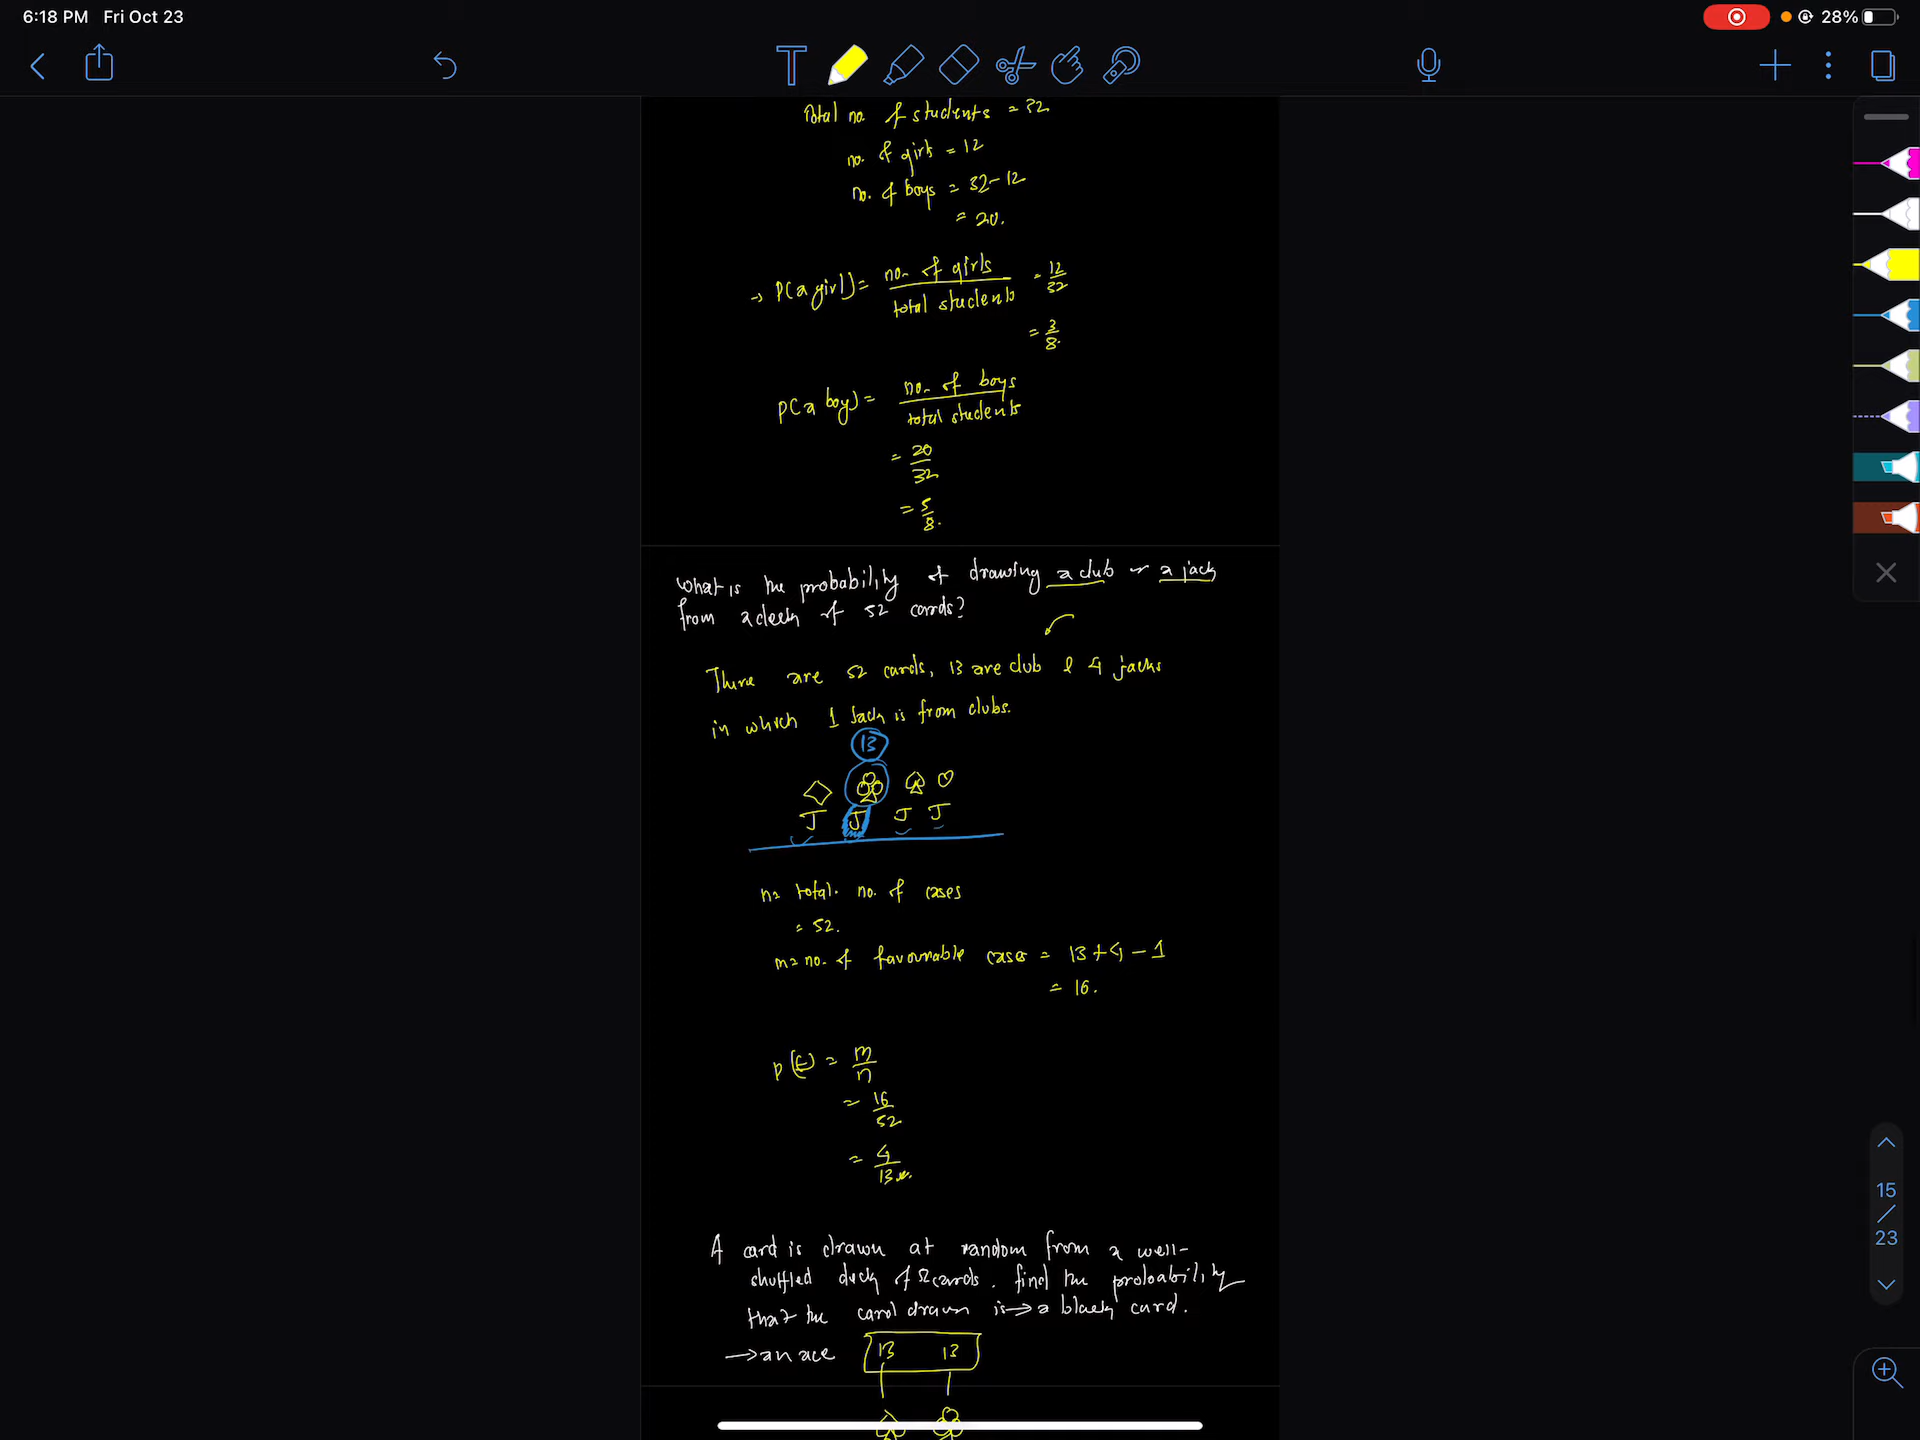 6:18 PM Fri Oct 23
28%
Total no. of students = 32
no. of girls = 12
no. of boys = 32 - 12
= 20.
→ P(a girl) = no. of girls / total students = 12/32
= 3/8.
P(a boy) = no. of boys / total students
= 20/32
= 5/8.
What is the probability of drawing a club or a jack
from a deck of 52 cards?
There are 52 cards, 13 are club & 4 jacks
in which 1 Jack is from clubs.
13
J J J J
n = total. no. of cases
= 52.
m = no. of favourable cases = 13 + 4 - 1
= 16.
P(E) = m/n
= 16/52
= 4/13
A card is drawn at random from a well-
shuffled deck of 52 cards. find the probability
that the card drawn is → a black card.
→ an ace 13 13
15
/
23